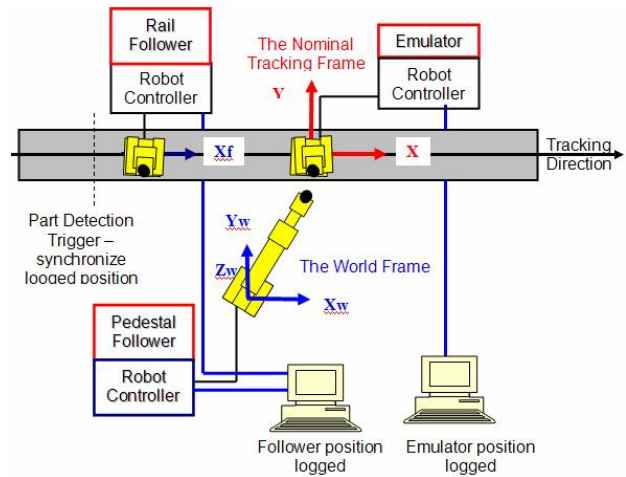 Rail
Follower
Robot
Controller
The Nominal
Tracking Frame
Emulator
Robot
Controller
Y
Xf
X
Tracking
Direction
Part Detection
Trigger –
synchronize
logged position
Yw
Zw
The World Frame
Xw
Pedestal
Follower
Robot
Controller
Follower position
logged
Emulator position
logged